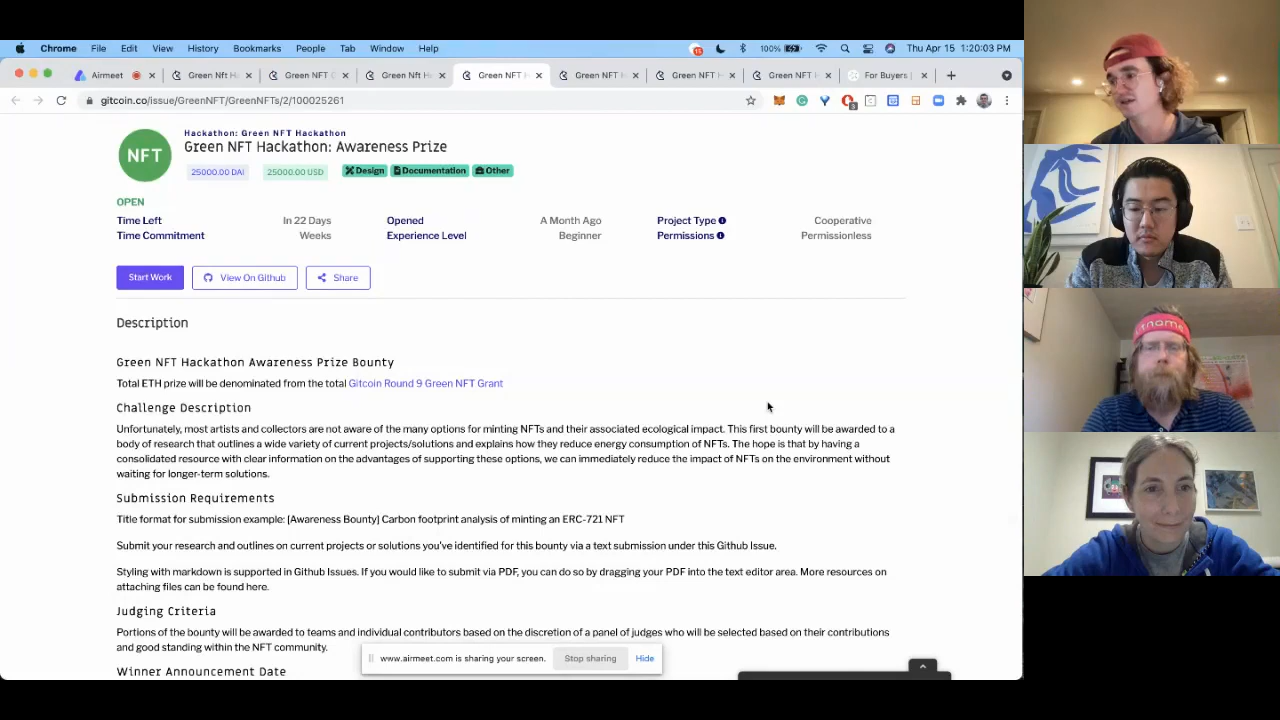 Chrome File Edit View History Bookmarks People Tab Window Help 15 100% Thu Apr 15 1:20:03 PM
Airmeet Green Nft H Green NFT C Green Nft H Green NFT H Green NFT H Green NFT H Green NFT H For Buyers |
gitcoin.co/issue/GreenNFT/GreenNFTs/2/100025261
NFT
Hackathon: Green NFT Hackathon
Green NFT Hackathon: Awareness Prize
25000.00 DAI 25000.00 USD Design Documentation Other
OPEN
Time Left In 22 Days Opened A Month Ago Project Type Cooperative
Time Commitment Weeks Experience Level Beginner Permissions Permissionless
Start Work View On Github Share
Description
Green NFT Hackathon Awareness Prize Bounty
Total ETH prize will be denominated from the total Gitcoin Round 9 Green NFT Grant
Challenge Description
Unfortunately, most artists and collectors are not aware of the many options for minting NFTs and their associated ecological impact. This first bounty will be awarded to a
body of research that outlines a wide variety of current projects/solutions and explains how they reduce energy consumption of NFTs. The hope is that by having a
consolidated resource with clear information on the advantages of supporting these options, we can immediately reduce the impact of NFTs on the environment without
waiting for longer-term solutions.
Submission Requirements
Title format for submission example: [Awareness Bounty] Carbon footprint analysis of minting an ERC-721 NFT
Submit your research and outlines on current projects or solutions you've identified for this bounty via a text submission under this Github Issue.
Styling with markdown is supported in Github Issues. If you would like to submit via PDF, you can do so by dragging your PDF into the text editor area. More resources on
attaching files can be found here.
Judging Criteria
Portions of the bounty will be awarded to teams and individual contributors based on the discretion of a panel of judges who will be selected based on their contributions
and good standing within the NFT community.
www.airmeet.com is sharing your screen. Stop sharing Hide
Winner Announcement Date